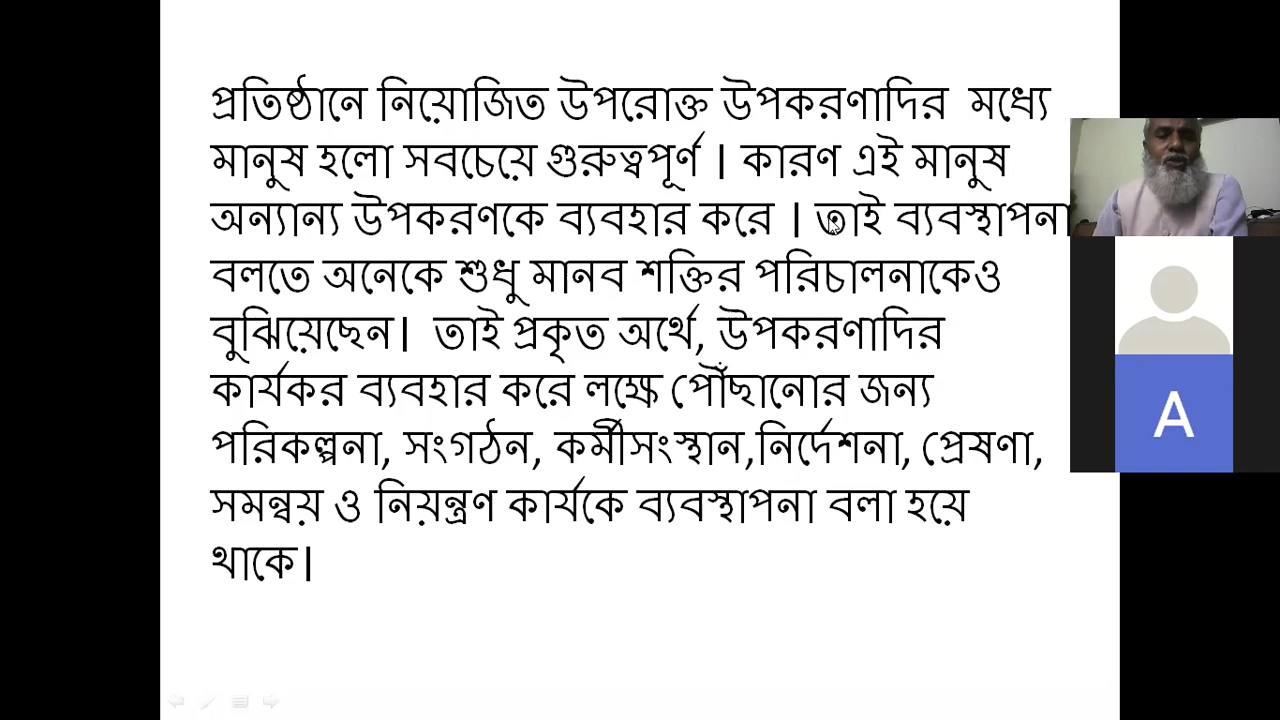 প্রতিষ্ঠানে নিয়োজিত উপরোক্ত উপকরণাদির মধ্যে
মানুষ হলো সবচেয়ে গুরুত্বপূর্ণ । কারণ এই মানুষ
অন্যান্য উপকরণকে ব্যবহার করে । তাই ব্যবস্থাপনা
বলতে অনেকে শুধু মানব শক্তির পরিচালনাকেও
বুঝিয়েছেন। তাই প্রকৃত অর্থে, উপকরণাদির
কার্যকর ব্যবহার করে লক্ষে পৌঁছানোর জন্য
পরিকল্পনা, সংগঠন, কর্মীসংস্থান,নির্দেশনা, প্রেষণা,
সমন্বয় ও নিয়ন্ত্রণ কার্যকে ব্যবস্থাপনা বলা হয়ে
থাকে।
A